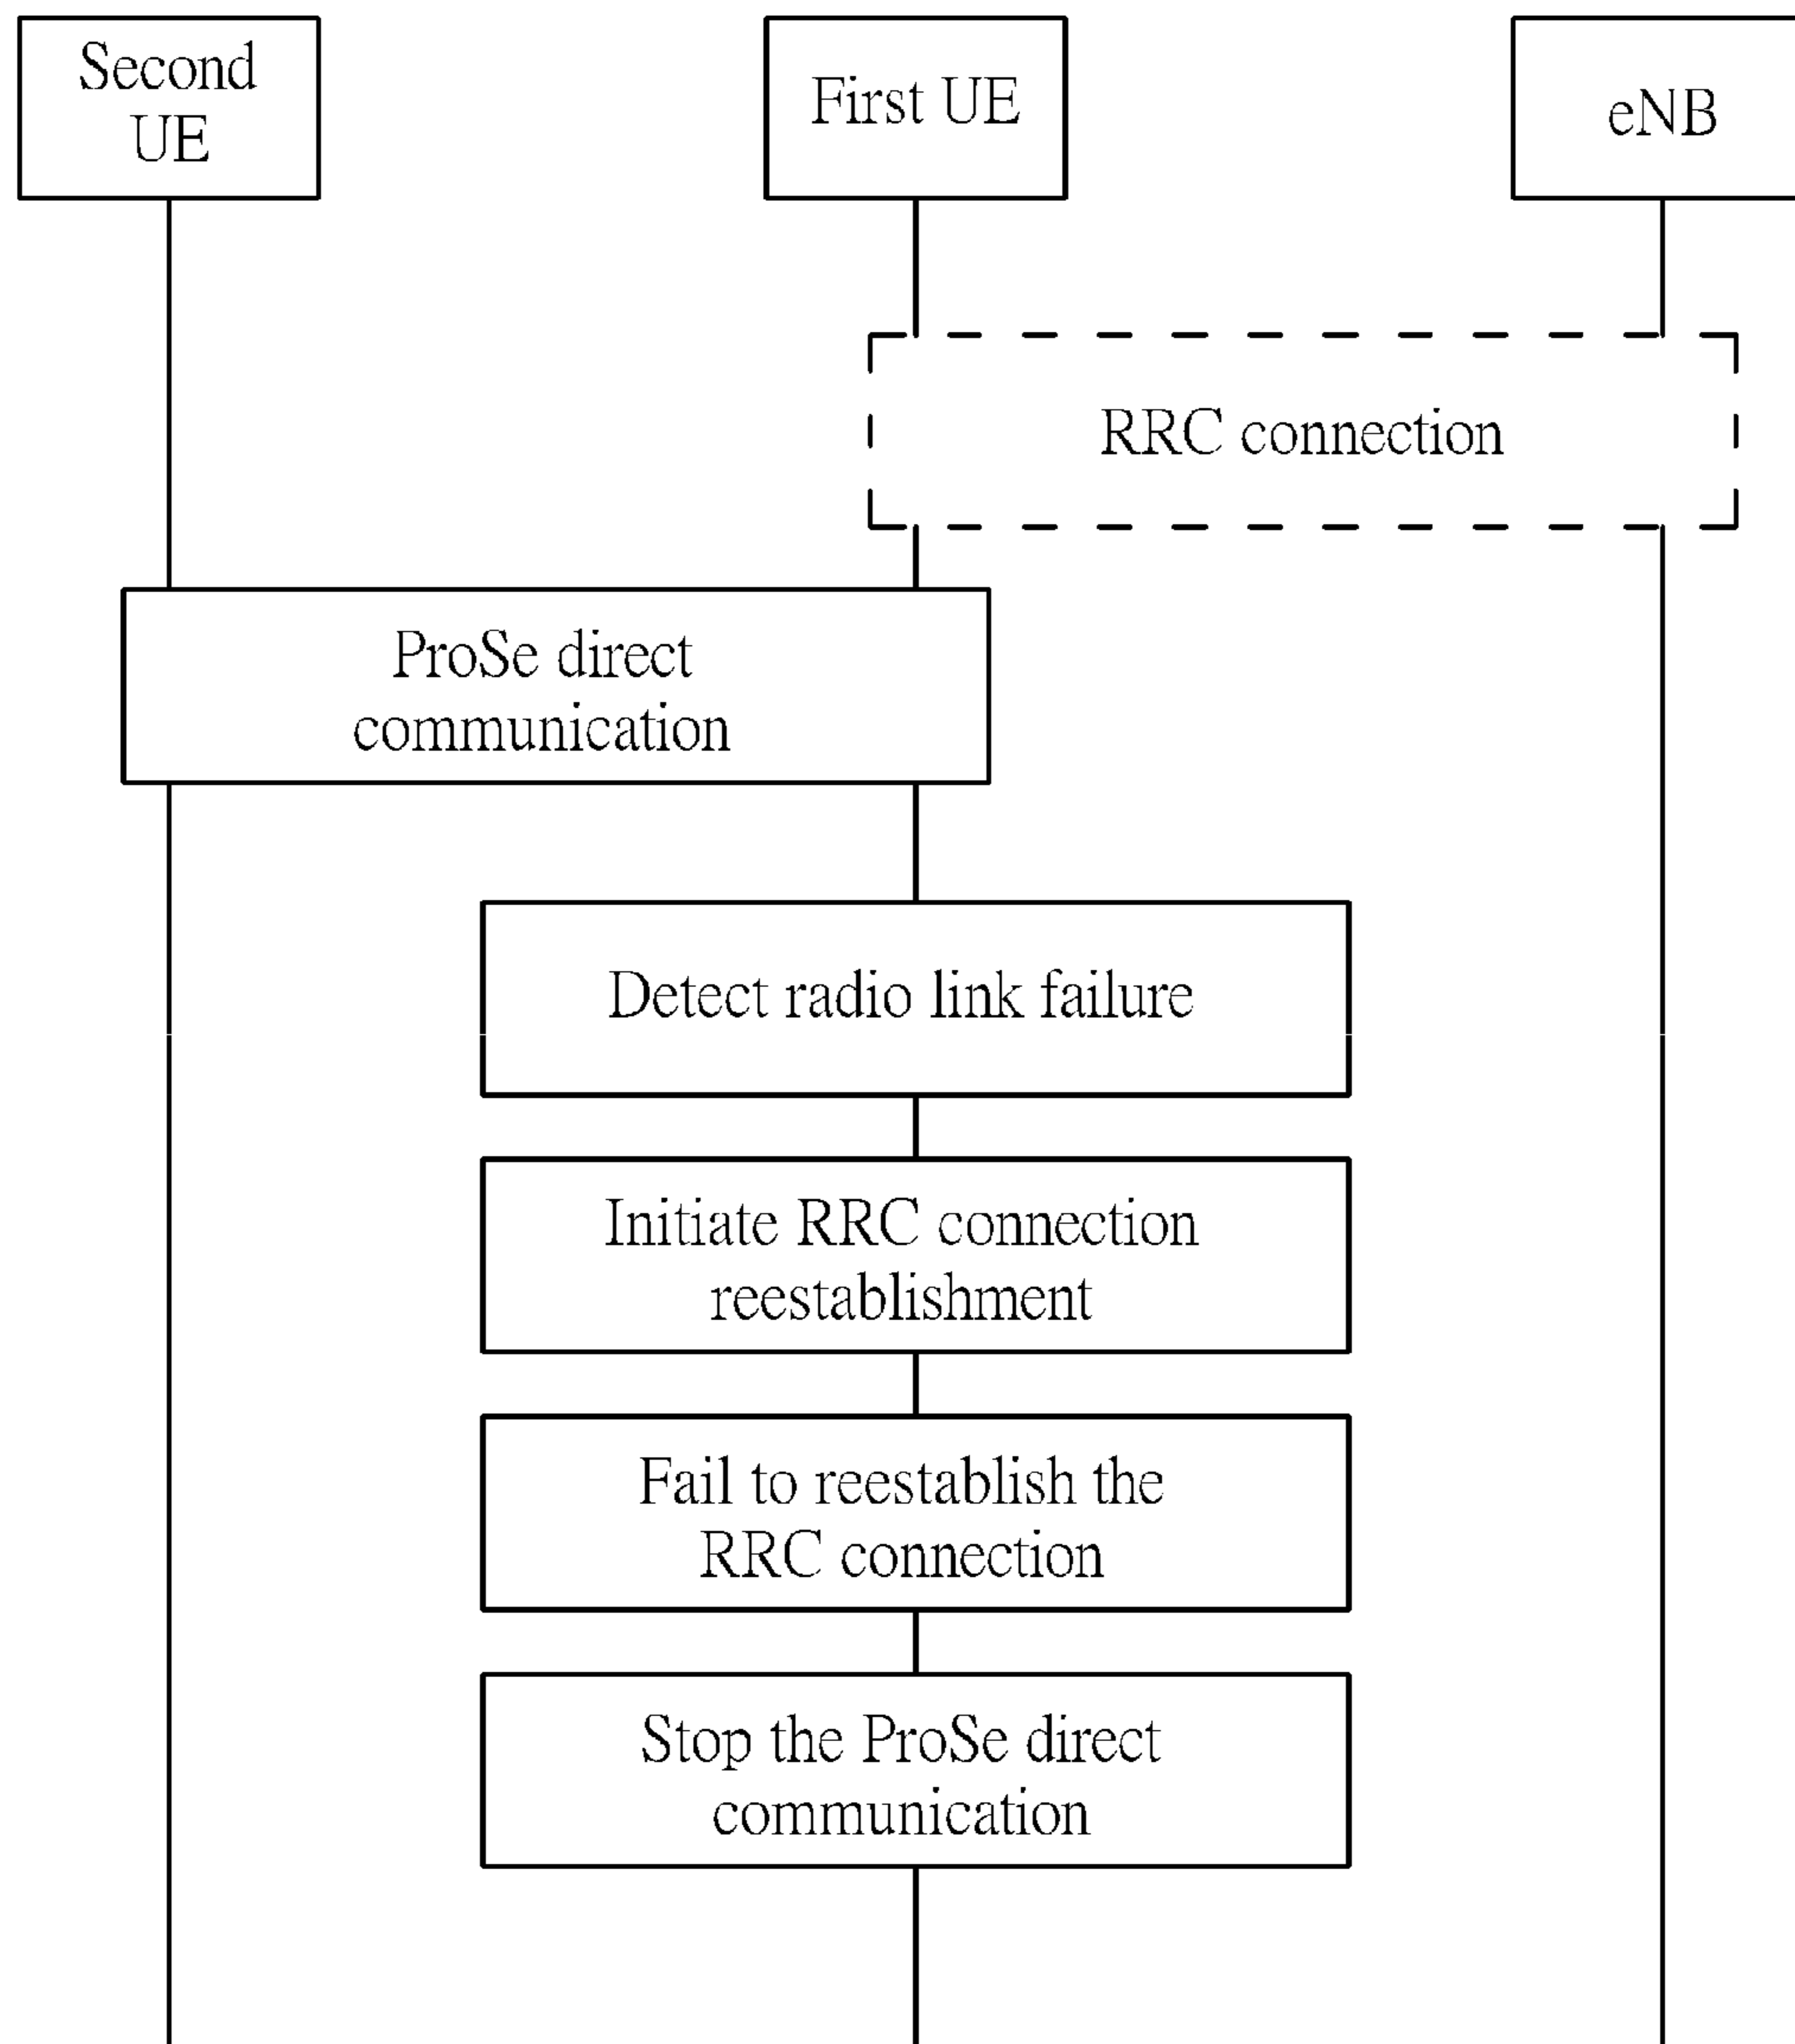 Second
UE
First UE
eNB
RRC connection
ProSe direct
communication
Detect radio link failure
Initiate RRC connection
reestablishment
Fail to reestablish the
RRC connection
Stop the ProSe direct
communication